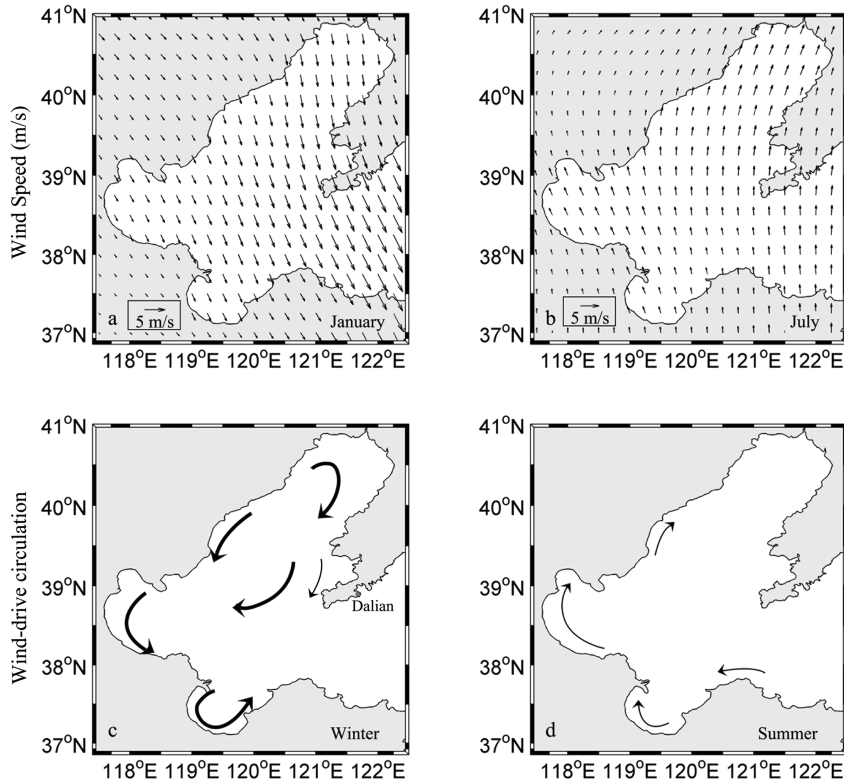 Wind Speed (m/s)
41°N
40°N
39°N
38°N
37°N
a
5 m/s
January
118°E 119°E 120°E 121°E 122°E
41°N
40°N
39°N
38°N
37°N
b
5 m/s
July
118°E 119°E 120°E 121°E 122°E
Wind-drive circulation
41°N
40°N
39°N
38°N
37°N
Dalian
c
Winter
118°E 119°E 120°E 121°E 122°E
41°N
40°N
39°N
38°N
37°N
d
Summer
118°E 119°E 120°E 121°E 122°E